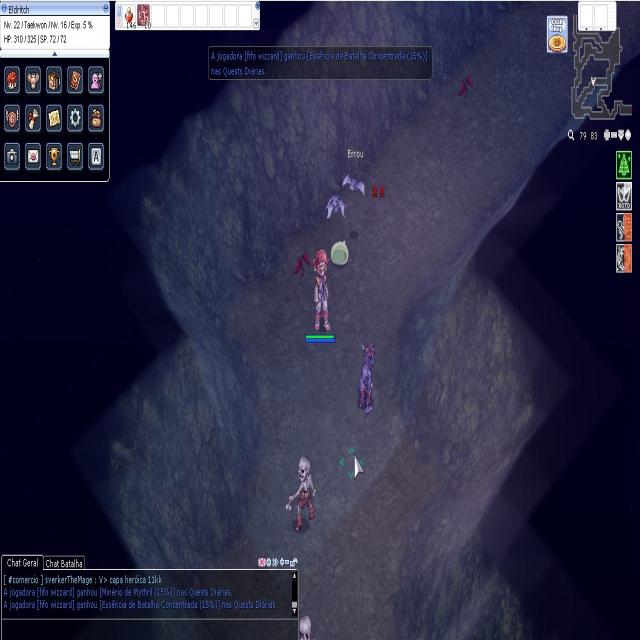 Eldritch
Nv. 22 / Taekwon / Nv. 16 / Exp. 5 %
HP. 310 / 325 | SP. 72 / 72
A jogadora [fifo wizzard] ganhou [Essência de Batalha Concentrada (15%)]
nas Quests Diárias.
79 83
Errou
Chat Geral Chat Batalha
[ #comercio ] sverkerTheMage : V> capa heróica 11kk
A jogadora [fifo wizzard] ganhou [Minério de Mythril (15%)] nas Quests Diárias.
A jogadora [fifo wizzard] ganhou [Essência de Batalha Concentrada (15%)] nas Quests Diárias.